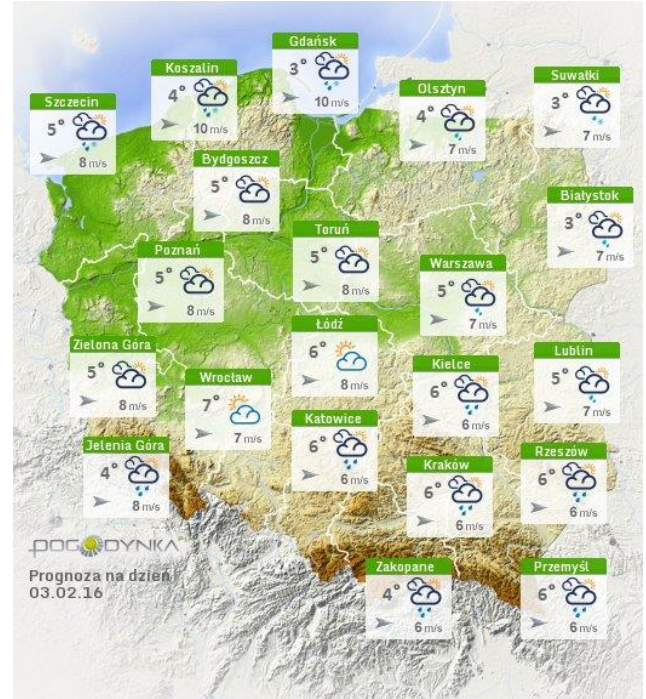 Gdańsk
3°
10 m/s
Koszalin
4°
10 m/s
Suwałki
3°
7 m/s
Olsztyn
4°
7 m/s
Szczecin
5°
8 m/s
Bydgoszcz
5°
8 m/s
Białystok
3°
7 m/s
Toruń
5°
8 m/s
Poznań
5°
8 m/s
Warszawa
5°
7 m/s
Łódź
6°
8 m/s
Zielona Góra
5°
8 m/s
Lublin
5°
7 m/s
Kielce
6°
6 m/s
Wrocław
7°
7 m/s
Katowice
6°
6 m/s
Jelenia Góra
4°
8 m/s
Rzeszów
6°
6 m/s
Kraków
6°
6 m/s
POGODYNKA
Prognoza na dzień
03.02.16
Zakopane
4°
6 m/s
Przemyśl
6°
6 m/s